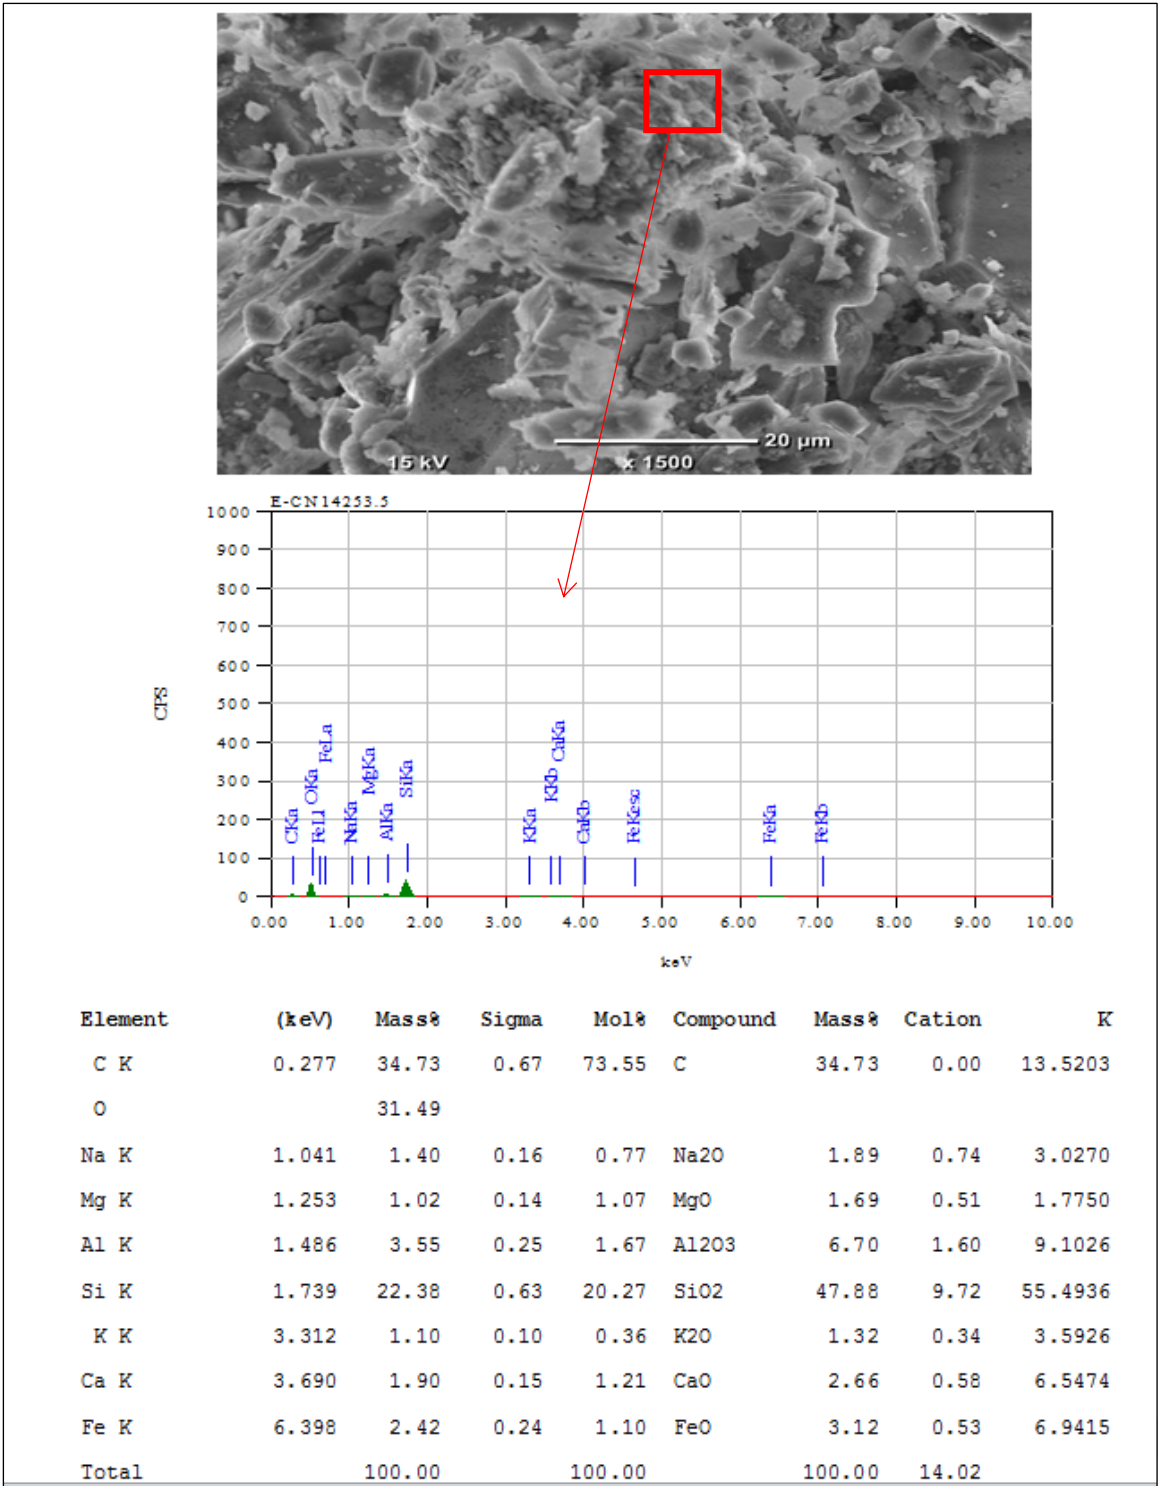 20 µm
15 kV x 1500
E-CN14253.5
1000
900
800
700
600
500
400
300
200
100
0
CPS
CKa OKa FeLl FeLa NaKa MgKa AlKa SiKa KKa KKb CaKa CaKb FeKesc FeKa FeKb
0.00 1.00 2.00 3.00 4.00 5.00 6.00 7.00 8.00 9.00 10.00
keV
Element (keV) Mass% Sigma Mol% Compound Mass% Cation K
C K 0.277 34.73 0.67 73.55 C 34.73 0.00 13.5203
O 31.49
Na K 1.041 1.40 0.16 0.77 Na2O 1.89 0.74 3.0270
Mg K 1.253 1.02 0.14 1.07 MgO 1.69 0.51 1.7750
Al K 1.486 3.55 0.25 1.67 Al2O3 6.70 1.60 9.1026
Si K 1.739 22.38 0.63 20.27 SiO2 47.88 9.72 55.4936
K K 3.312 1.10 0.10 0.36 K2O 1.32 0.34 3.5926
Ca K 3.690 1.90 0.15 1.21 CaO 2.66 0.58 6.5474
Fe K 6.398 2.42 0.24 1.10 FeO 3.12 0.53 6.9415
Total 100.00 100.00 100.00 14.02